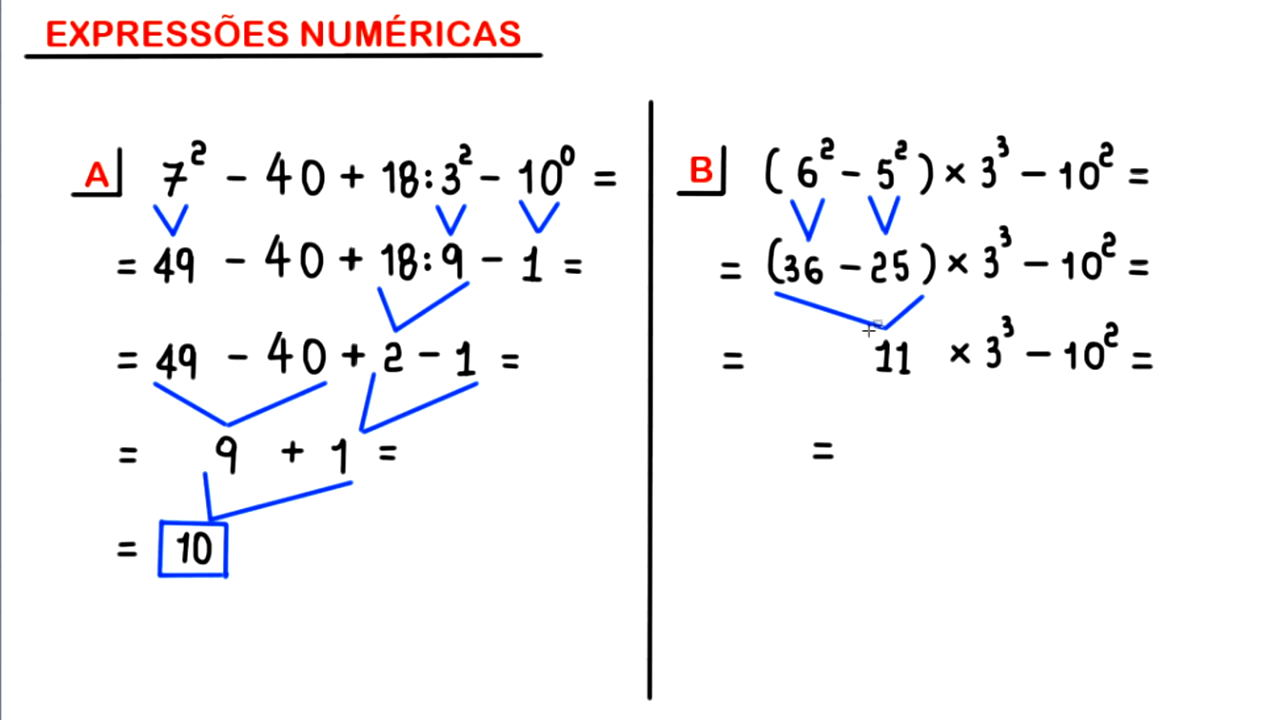 EXPRESSÕES NUMÉRICAS
A 7² - 40 + 18:3² - 10⁰ =
= 49 - 40 + 18:9 - 1 =
= 49 - 40 + 2 - 1 =
= 9 + 1 =
= 10
B (6² - 5²) × 3³ - 10² =
= (36 - 25) × 3³ - 10² =
= 11 × 3³ - 10² =
=